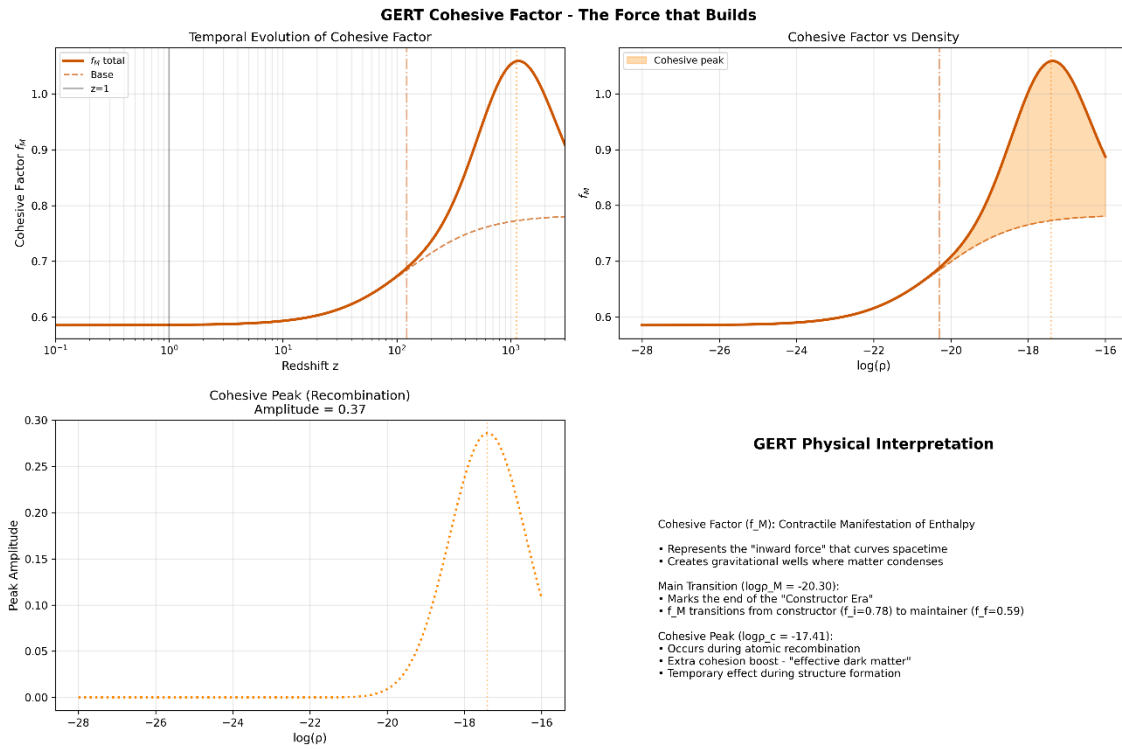 GERT Cohesive Factor - The Force that Builds
Temporal Evolution of Cohesive Factor
f_M total
Base
z=1
Cohesive Factor f_M
1.0
0.9
0.8
0.7
0.6
10⁻¹
10⁰
10¹
10²
10³
Redshift z
Cohesive Factor vs Density
Cohesive peak
f_M
1.0
0.9
0.8
0.7
0.6
−28
−26
−24
−22
−20
−18
−16
log(ρ)
Cohesive Peak (Recombination)
Amplitude = 0.37
Peak Amplitude
0.30
0.25
0.20
0.15
0.10
0.05
0.00
−28
−26
−24
−22
−20
−18
−16
log(ρ)
GERT Physical Interpretation
Cohesive Factor (f_M): Contractile Manifestation of Enthalpy
• Represents the "inward force" that curves spacetime
• Creates gravitational wells where matter condenses
Main Transition (logρ_M = -20.30):
• Marks the end of the "Constructor Era"
• f_M transitions from constructor (f_i=0.78) to maintainer (f_f=0.59)
Cohesive Peak (logρ_c = -17.41):
• Occurs during atomic recombination
• Extra cohesion boost - "effective dark matter"
• Temporary effect during structure formation